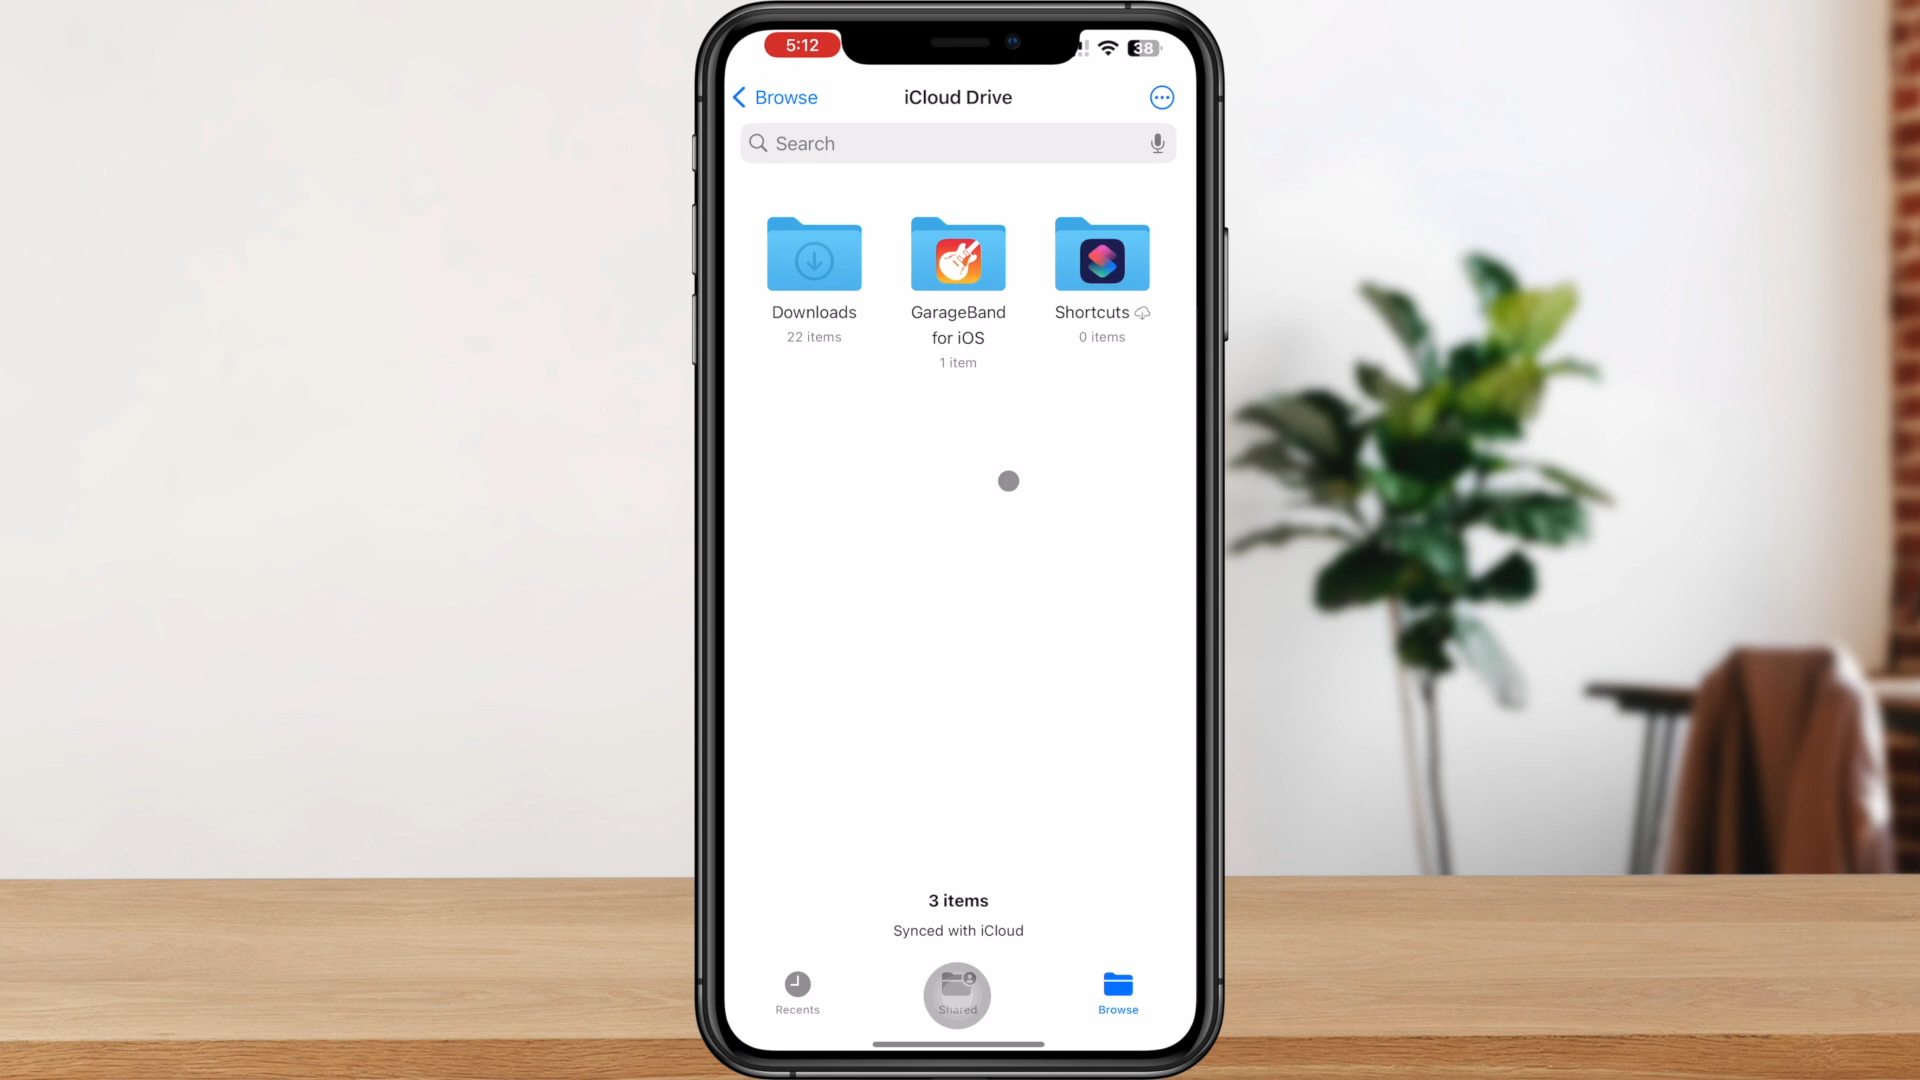 5:12
38
Browse
iCloud Drive
Search
Downloads
22 items
GarageBand
for iOS
1 item
Shortcuts
0 items
3 items
Synced with iCloud
Recents
Shared
Browse